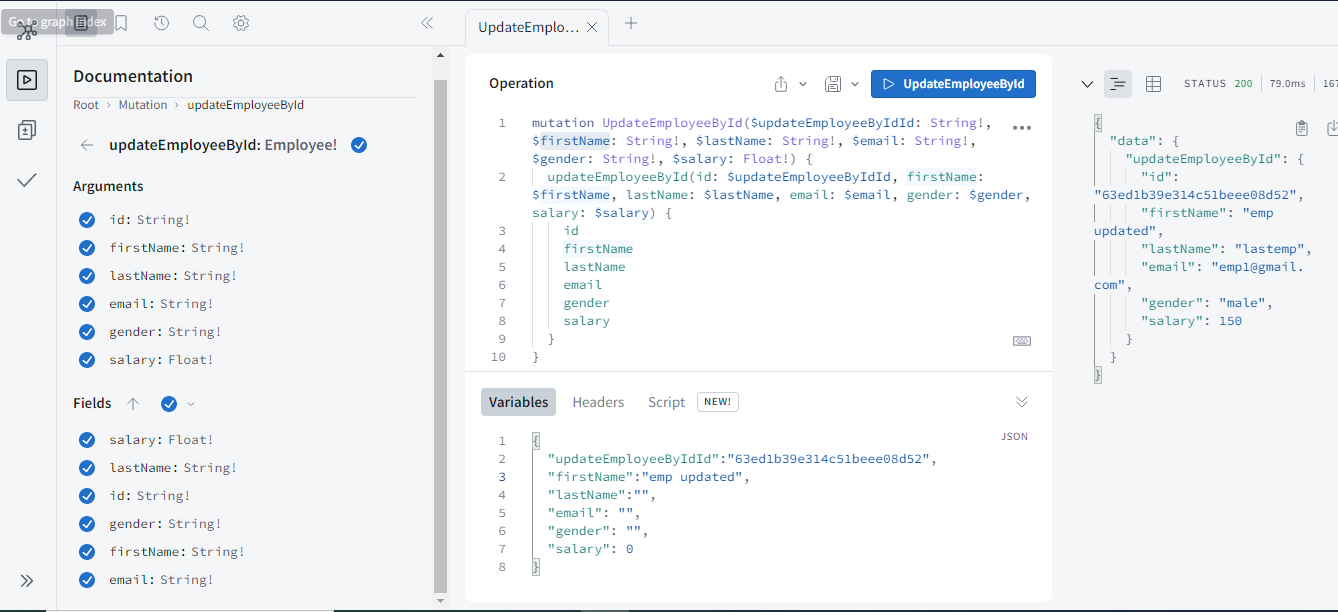 Go to graph index
Documentation
Root › Mutation › updateEmployeeById
updateEmployeeById: Employee!
Arguments
id: String!
firstName: String!
lastName: String!
email: String!
gender: String!
salary: Float!
Fields
salary: Float!
lastName: String!
id: String!
gender: String!
firstName: String!
email: String!
UpdateEmplo...
Operation
UpdateEmployeeById
1 mutation UpdateEmployeeById($updateEmployeeByIdId: String!,
$firstName: String!, $lastName: String!, $email: String!,
$gender: String!, $salary: Float!) {
2 updateEmployeeById(id: $updateEmployeeByIdId, firstName:
$firstName, lastName: $lastName, email: $email, gender: $gender,
salary: $salary) {
3 id
4 firstName
5 lastName
6 email
7 gender
8 salary
9 }
10 }
Variables Headers Script NEW!
JSON
1 {
2 "updateEmployeeByIdId":"63ed1b39e314c51beee08d52",
3 "firstName":"emp updated",
4 "lastName":"",
5 "email": "",
6 "gender": "",
7 "salary": 0
8 }
STATUS 200 79.0ms 167
{
"data": {
"updateEmployeeById": {
"id":
"63ed1b39e314c51beee08d52",
"firstName": "emp
updated",
"lastName": "lastemp",
"email": "emp1@gmail.
com",
"gender": "male",
"salary": 150
}
}
}